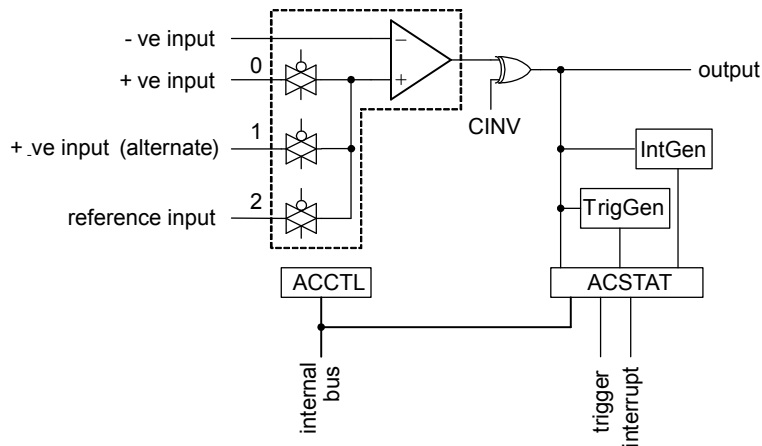 - ve input
−
0
+ ve input
+
output
CINV
1
+ -ve input (alternate)
IntGen
2
reference input
TrigGen
ACCTL
ACSTAT
internal
bus
trigger
interrupt